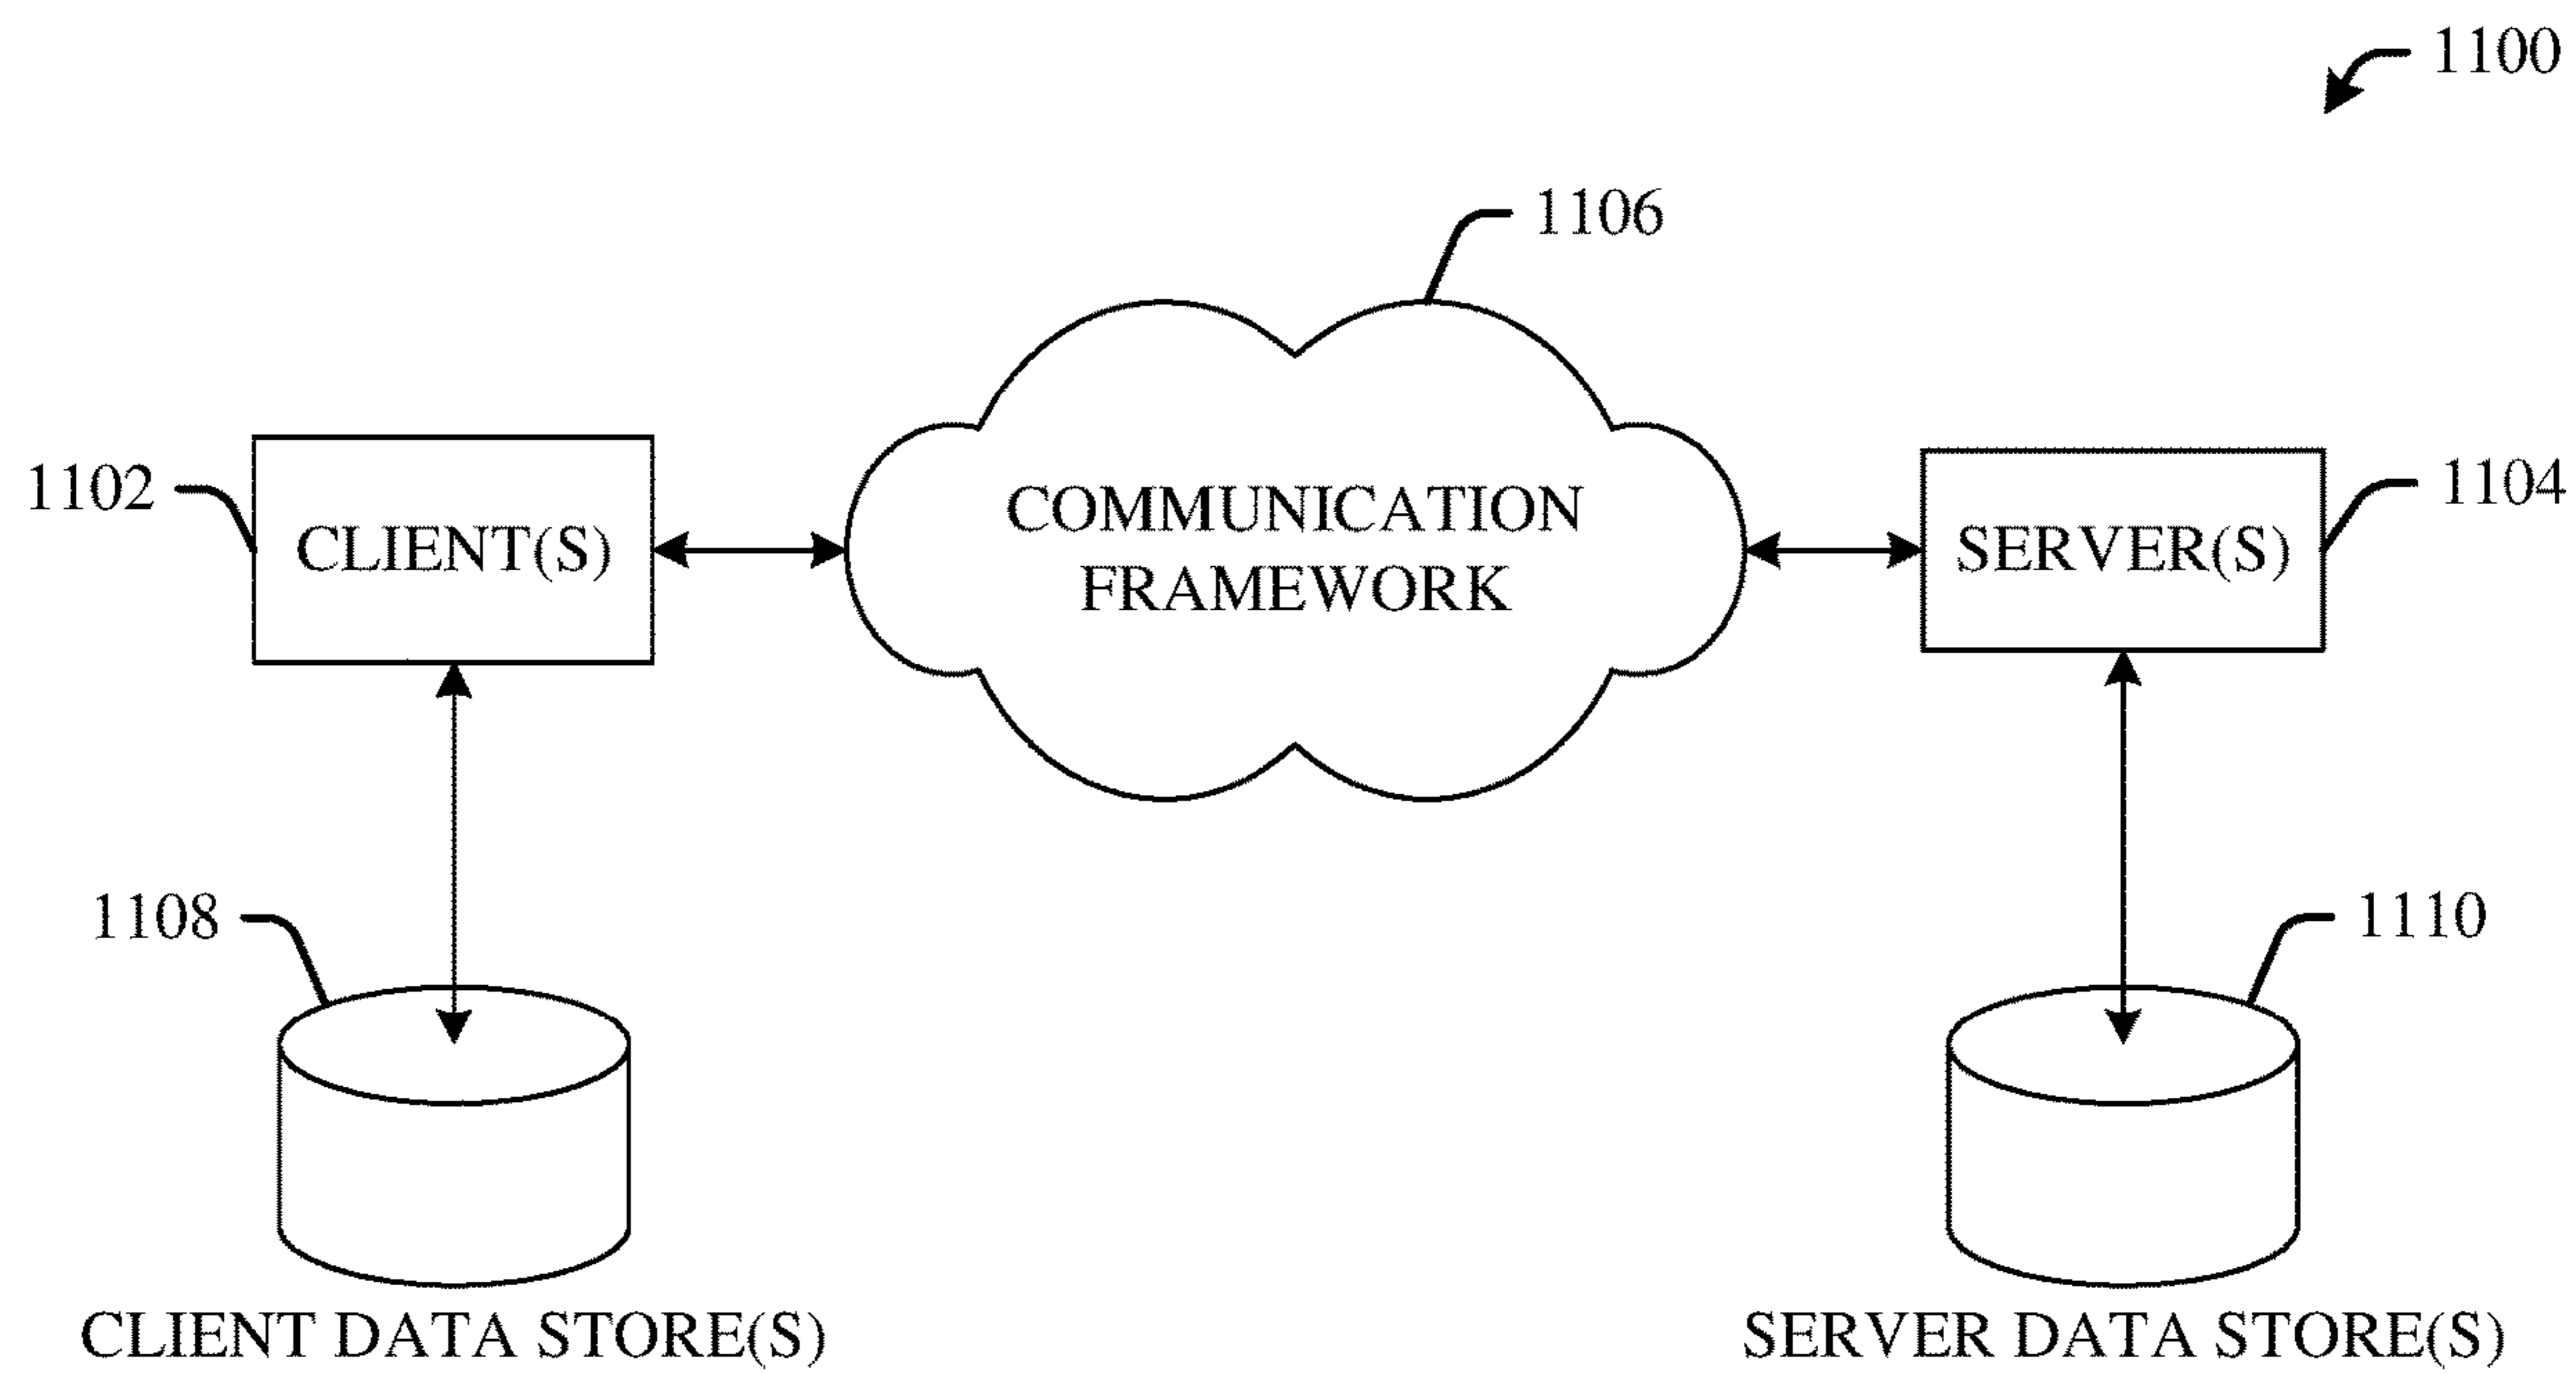 1100
1106
1102
CLIENT(S)
COMMUNICATION
FRAMEWORK
SERVER(S)
1104
1108
1110
CLIENT DATA STORE(S)
SERVER DATA STORE(S)